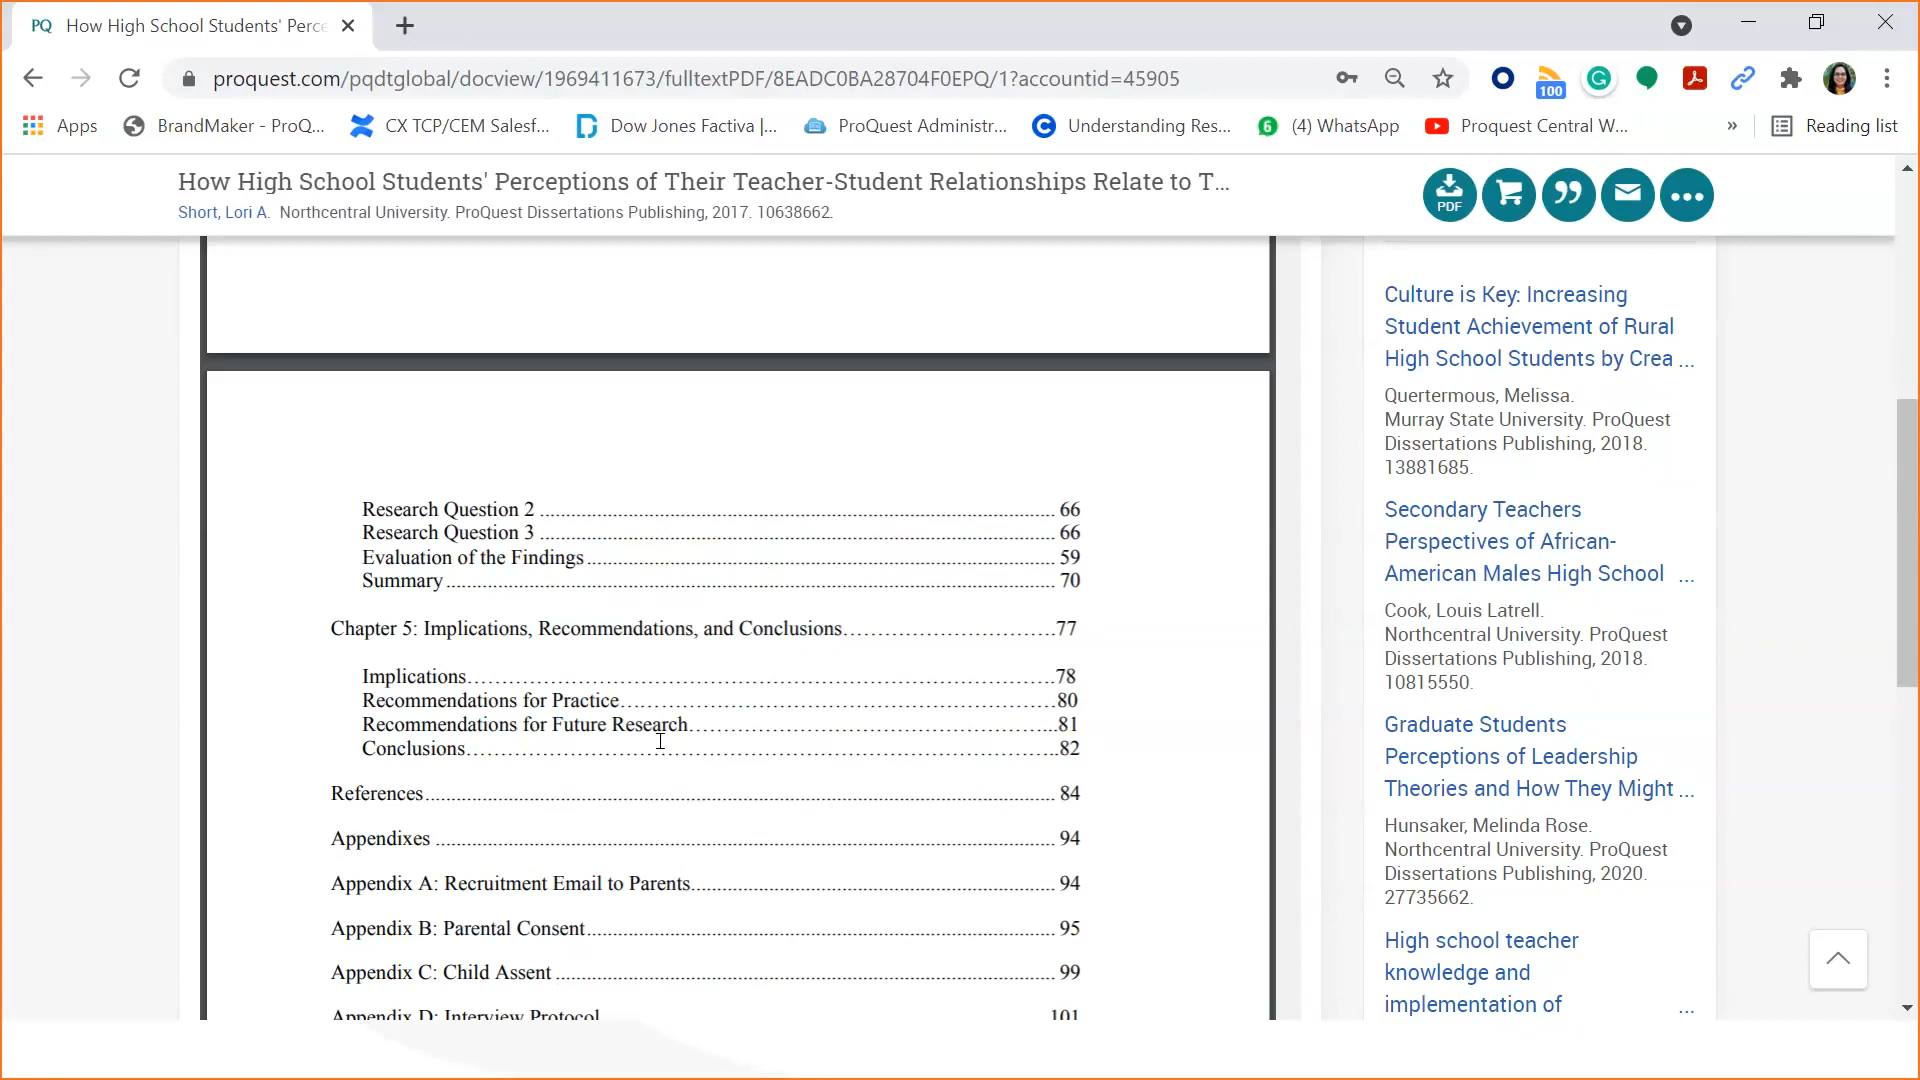 PQ How High School Students' Perce
proquest.com/pqdtglobal/docview/1969411673/fulltextPDF/8EADC0BA28704F0EPQ/1?accountid=45905
100
Apps BrandMaker - ProQ... CX TCP/CEM Salesf... Dow Jones Factiva |... ProQuest Administr... Understanding Res... 6 (4) WhatsApp Proquest Central W... » Reading list
How High School Students' Perceptions of Their Teacher-Student Relationships Relate to T...
Short, Lori A. Northcentral University. ProQuest Dissertations Publishing, 2017. 10638662.
PDF
Research Question 2 ........ 66
Research Question 3 ........ 66
Evaluation of the Findings ........ 59
Summary ........ 70
Chapter 5: Implications, Recommendations, and Conclusions ........ 77
Implications ........ 78
Recommendations for Practice ........ 80
Recommendations for Future Research ........ 81
Conclusions ........ 82
References ........ 84
Appendixes ........ 94
Appendix A: Recruitment Email to Parents ........ 94
Appendix B: Parental Consent ........ 95
Appendix C: Child Assent ........ 99
Appendix D: Interview Protocol ........ 101
Culture is Key: Increasing
Student Achievement of Rural
High School Students by Crea ...
Quertermous, Melissa.
Murray State University. ProQuest
Dissertations Publishing, 2018.
13881685.
Secondary Teachers
Perspectives of African-
American Males High School ...
Cook, Louis Latrell.
Northcentral University. ProQuest
Dissertations Publishing, 2018.
10815550.
Graduate Students
Perceptions of Leadership
Theories and How They Might ...
Hunsaker, Melinda Rose.
Northcentral University. ProQuest
Dissertations Publishing, 2020.
27735662.
High school teacher
knowledge and
implementation of ...